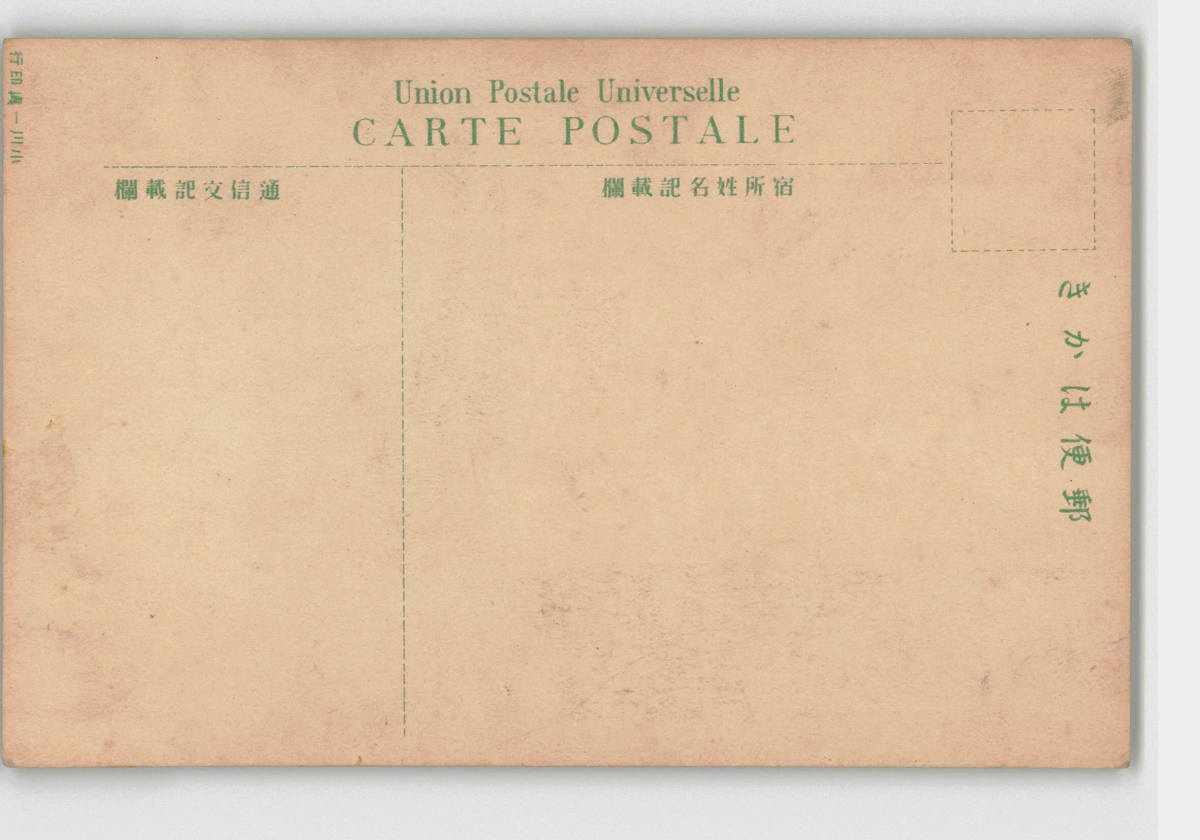 Union Postale Universelle
CARTE POSTALE
欄載記文信通
欄載記名姓所宿
きかは便郵
行印眞一川小